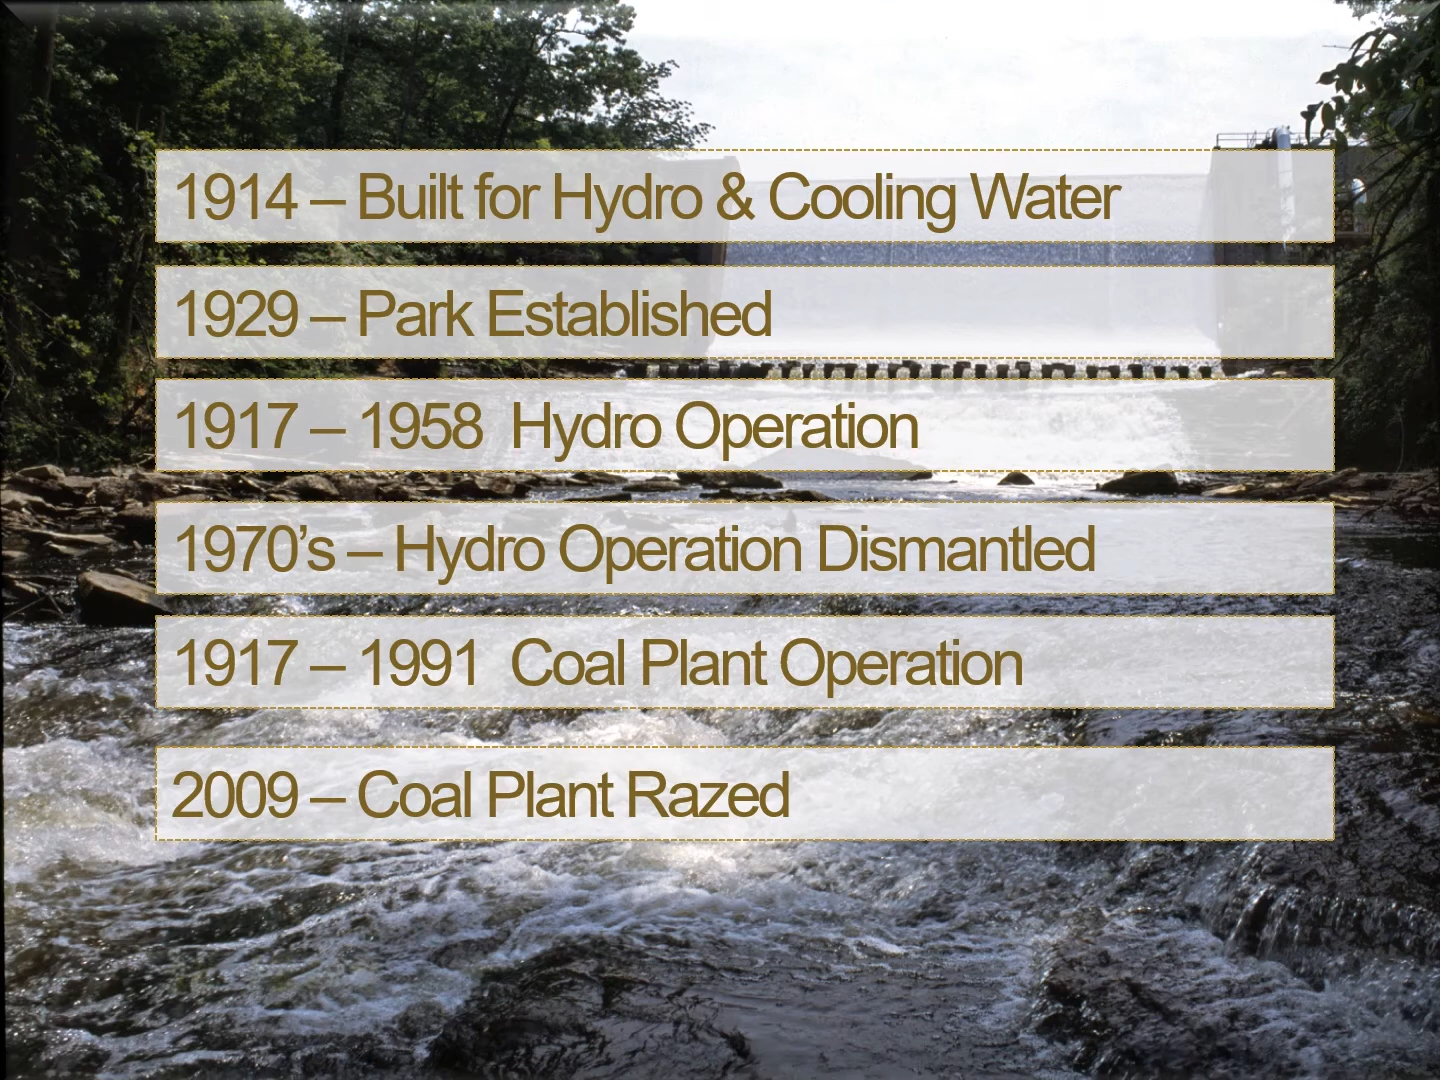 1914 – Built for Hydro & Cooling Water
1929 – Park Established
1917 – 1958  Hydro Operation
1970’s – Hydro Operation Dismantled
1917 – 1991  Coal Plant Operation
2009 – Coal Plant Razed